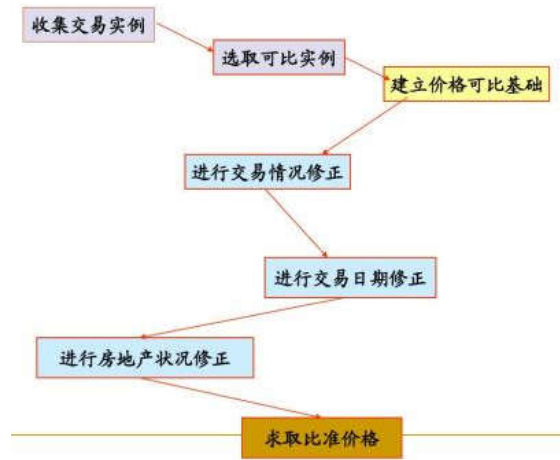 收集交易实例
选取可比实例
建立价格可比基础
进行交易情况修正
进行交易日期修正
进行房地产状况修正
求取比准价格